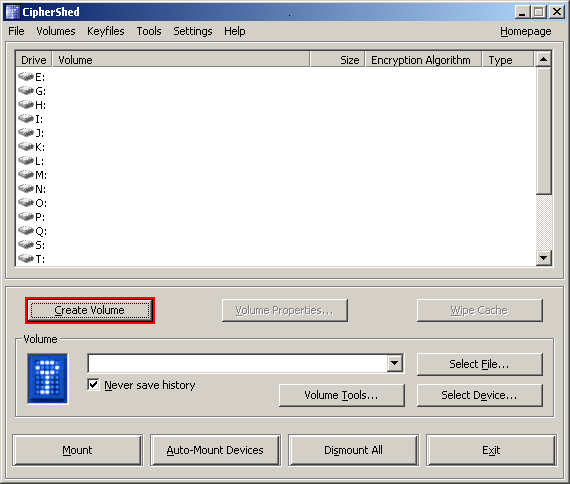 CipherShed
File Volumes Keyfiles Tools Settings Help Homepage
Drive Volume Size Encryption Algorithm Type
E:
G:
H:
I:
J:
K:
L:
M:
N:
O:
P:
Q:
S:
T:
Create Volume Volume Properties... Wipe Cache
Volume
Select File...
Never save history
Volume Tools... Select Device...
Mount Auto-Mount Devices Dismount All Exit